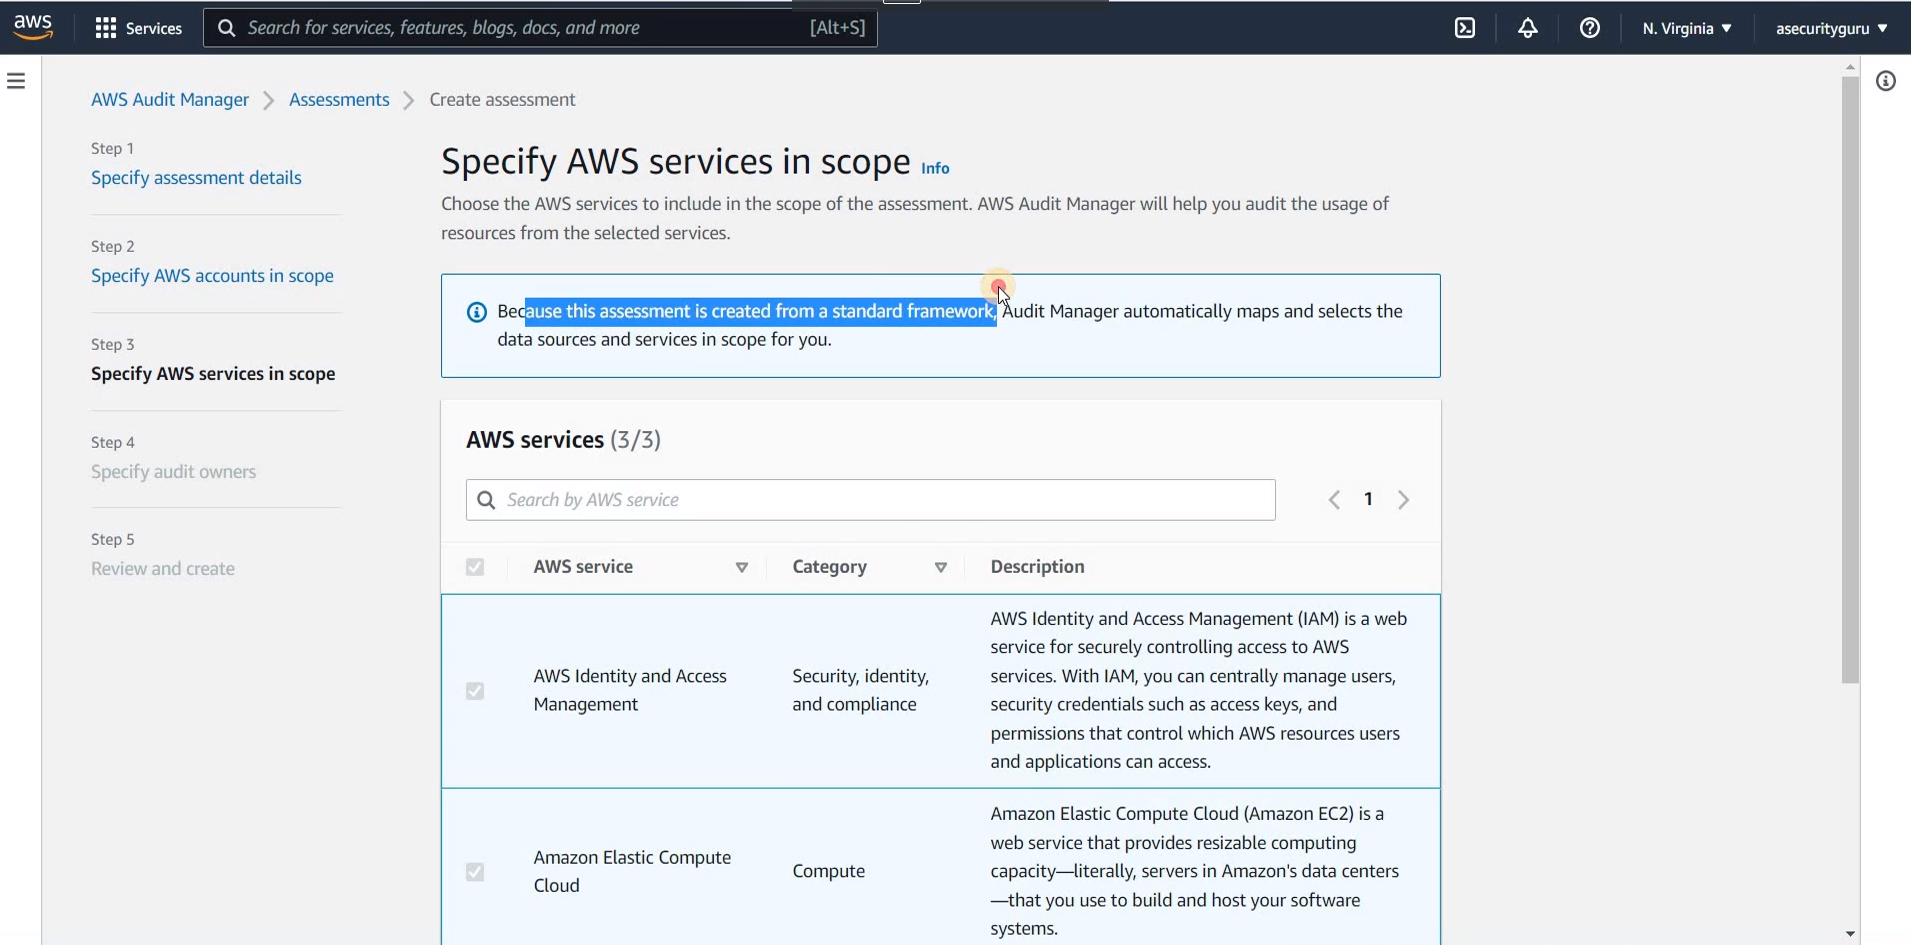 aws
Services
Search for services, features, blogs, docs, and more
[Alt+S]
N. Virginia
asecurityguru
AWS Audit Manager
Assessments
Create assessment
Step 1
Specify assessment details
Step 2
Specify AWS accounts in scope
Step 3
Specify AWS services in scope
Step 4
Specify audit owners
Step 5
Review and create
Specify AWS services in scope Info
Choose the AWS services to include in the scope of the assessment. AWS Audit Manager will help you audit the usage of
resources from the selected services.
Because this assessment is created from a standard framework, Audit Manager automatically maps and selects the
data sources and services in scope for you.
AWS services (3/3)
Search by AWS service
1
AWS service
Category
Description
AWS Identity and Access
Management
Security, identity,
and compliance
AWS Identity and Access Management (IAM) is a web
service for securely controlling access to AWS
services. With IAM, you can centrally manage users,
security credentials such as access keys, and
permissions that control which AWS resources users
and applications can access.
Amazon Elastic Compute
Cloud
Compute
Amazon Elastic Compute Cloud (Amazon EC2) is a
web service that provides resizable computing
capacity—literally, servers in Amazon's data centers
—that you use to build and host your software
systems.